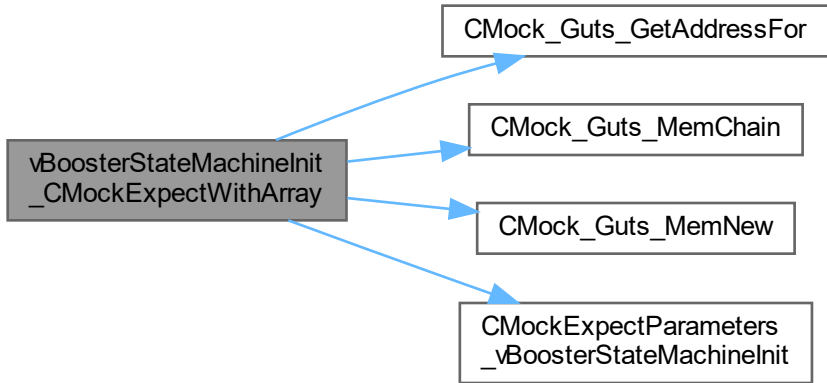 CMock_Guts_GetAddressFor
CMock_Guts_MemChain
vBoosterStateMachineInit
_CMockExpectWithArray
CMock_Guts_MemNew
CMockExpectParameters
_vBoosterStateMachineInit